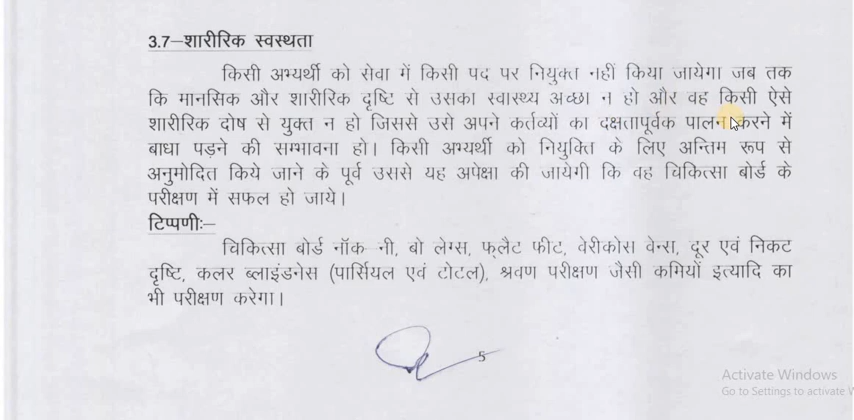 3.7–शारीरिक स्वस्थता
किसी अभ्यर्थी को सेवा में किसी पद पर नियुक्त नहीं किया जायेगा जब तक
कि मानसिक और शारीरिक दृष्टि से उसका स्वास्थ्य अच्छा न हो और वह किसी ऐसे
शारीरिक दोष से युक्त न हो जिससे उसे अपने कर्तव्यों का दक्षतापूर्वक पालन करने में
बाधा पड़ने की सम्भावना हो। किसी अभ्यर्थी को नियुक्ति के लिए अन्तिम रूप से
अनुमोदित किये जाने के पूर्व उससे यह अपेक्षा की जायेगी कि वह चिकित्सा बोर्ड के
परीक्षण में सफल हो जाये।
टिप्पणीः–
चिकित्सा बोर्ड नॉक नी, बो लेग्स, फ्लैट फीट, वेरीकोस वेन्स, दूर एवं निकट
दृष्टि, कलर ब्लाइंडनेस (पार्सियल एवं टोटल), श्रवण परीक्षण जैसी कमियों इत्यादि का
भी परीक्षण करेगा।
5
Activate Windows
Go to Settings to activate W